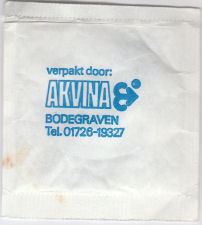 verpakt door:
AKVINA
BODEGRAVEN
Tel. 01726-19327